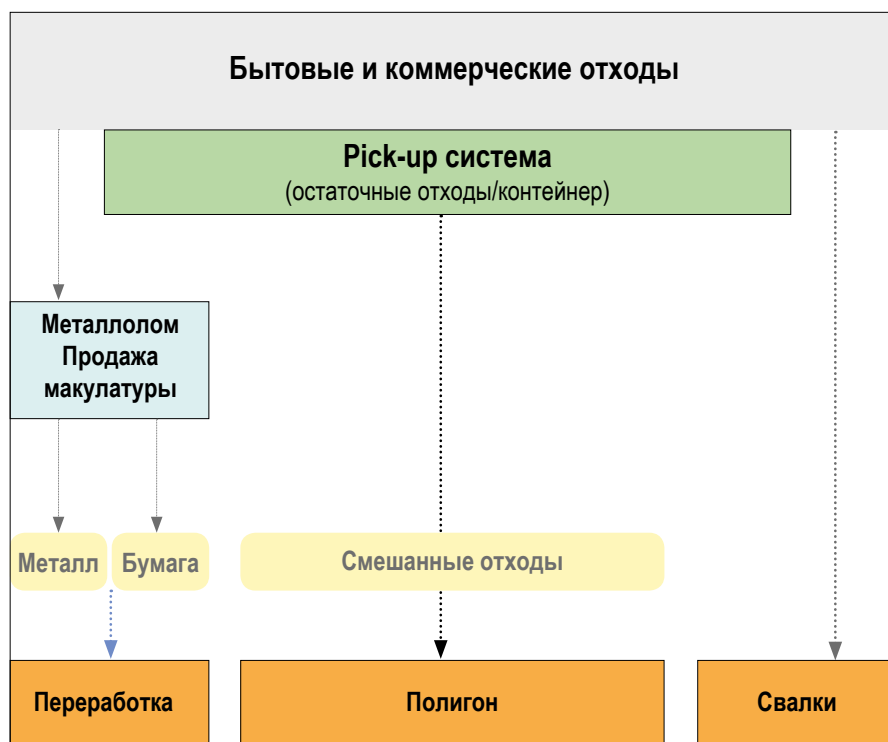 Бытовые и коммерческие отходы
Pick-up система
(остаточные отходы/контейнер)
Металлолом
Продажа
макулатуры
Металл
Бумага
Смешанные отходы
Переработка
Полигон
Свалки